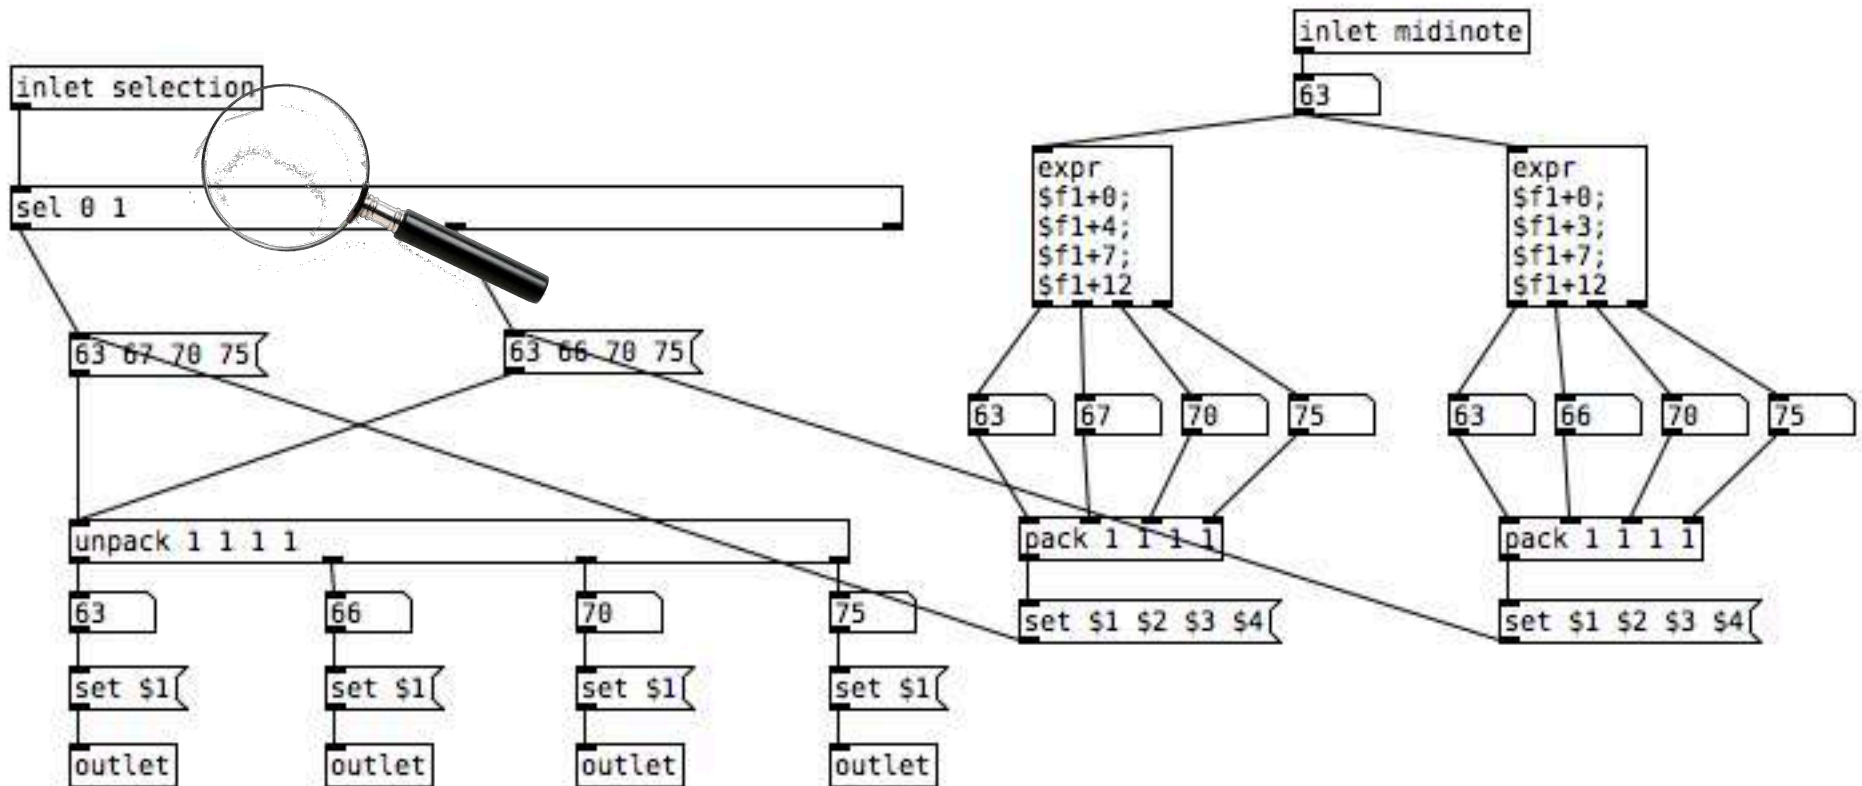 inlet midinote
inlet selection
63
sel 0 1
expr
$f1+0;
$f1+4;
$f1+7;
$f1+12
expr
$f1+0;
$f1+3;
$f1+7;
$f1+12
63 67 70 75
63 66 70 75
63
67
70
75
63
66
70
75
unpack 1 1 1 1
pack 1 1 1 1
pack 1 1 1 1
63
66
70
75
set $1 $2 $3 $4
set $1 $2 $3 $4
set $1
set $1
set $1
set $1
outlet
outlet
outlet
outlet